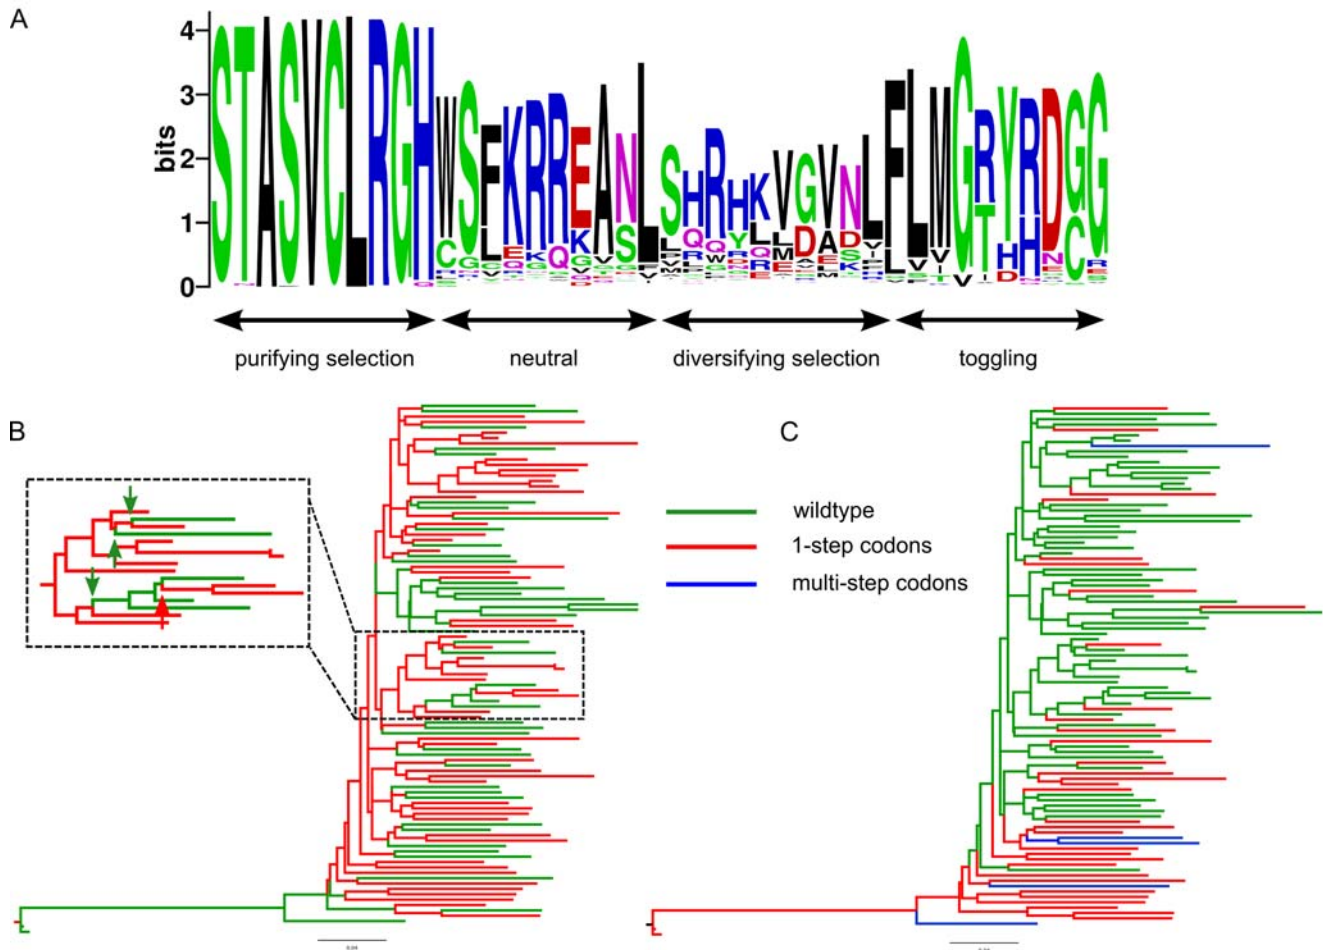 A
4
3
2
1
0
bits
STASVCLRGHWSFKRREANLSHRHKVGVNLFLMGRYRDGG
purifying selection
neutral
diversifying selection
toggling
B
C
wildtype
1-step codons
multi-step codons